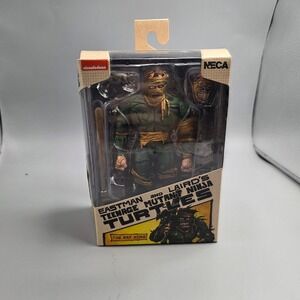 nickelodeon
NECA
EASTMAN AND LAIRD'S
TEENAGE MUTANT NINJA
TURTLES